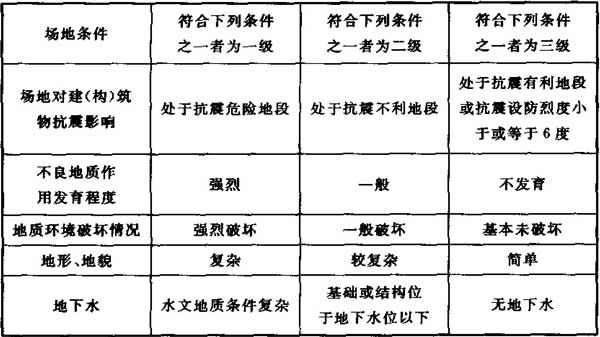 场地条件
符合下列条件
之一者为一级
符合下列条件
之一者为二级
符合下列条件
之一者为三级
场地对建(构)筑
物抗震影响
处于抗震危险地段
处于抗震不利地段
处于抗震有利地段
或抗震设防烈度小
于或等于6度
不良地质作
用发育程度
强烈
一般
不发育
地质环境破坏情况
强烈破坏
一般破坏
基本未破坏
地形、地貌
复杂
较复杂
简单
地下水
水文地质条件复杂
基础或结构位
于地下水位以下
无地下水